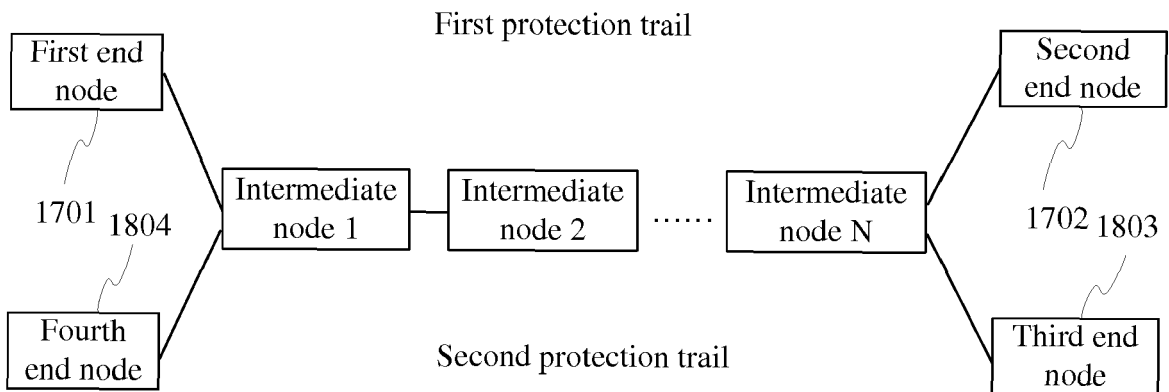 First protection trail
First end
node
Second
end node
1701
1804
Intermediate
node 1
Intermediate
node 2
......
Intermediate
node N
1702
1803
Fourth
end node
Second protection trail
Third end
node